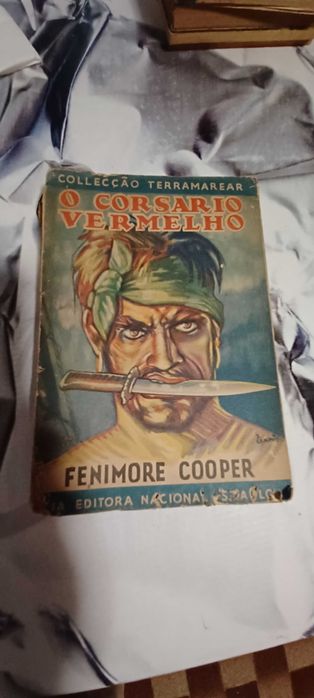 COLLECÇÃO TERRAMAREAR
O CORSARIO
VERMELHO
FENIMORE COOPER
EDITORA NACIONAL